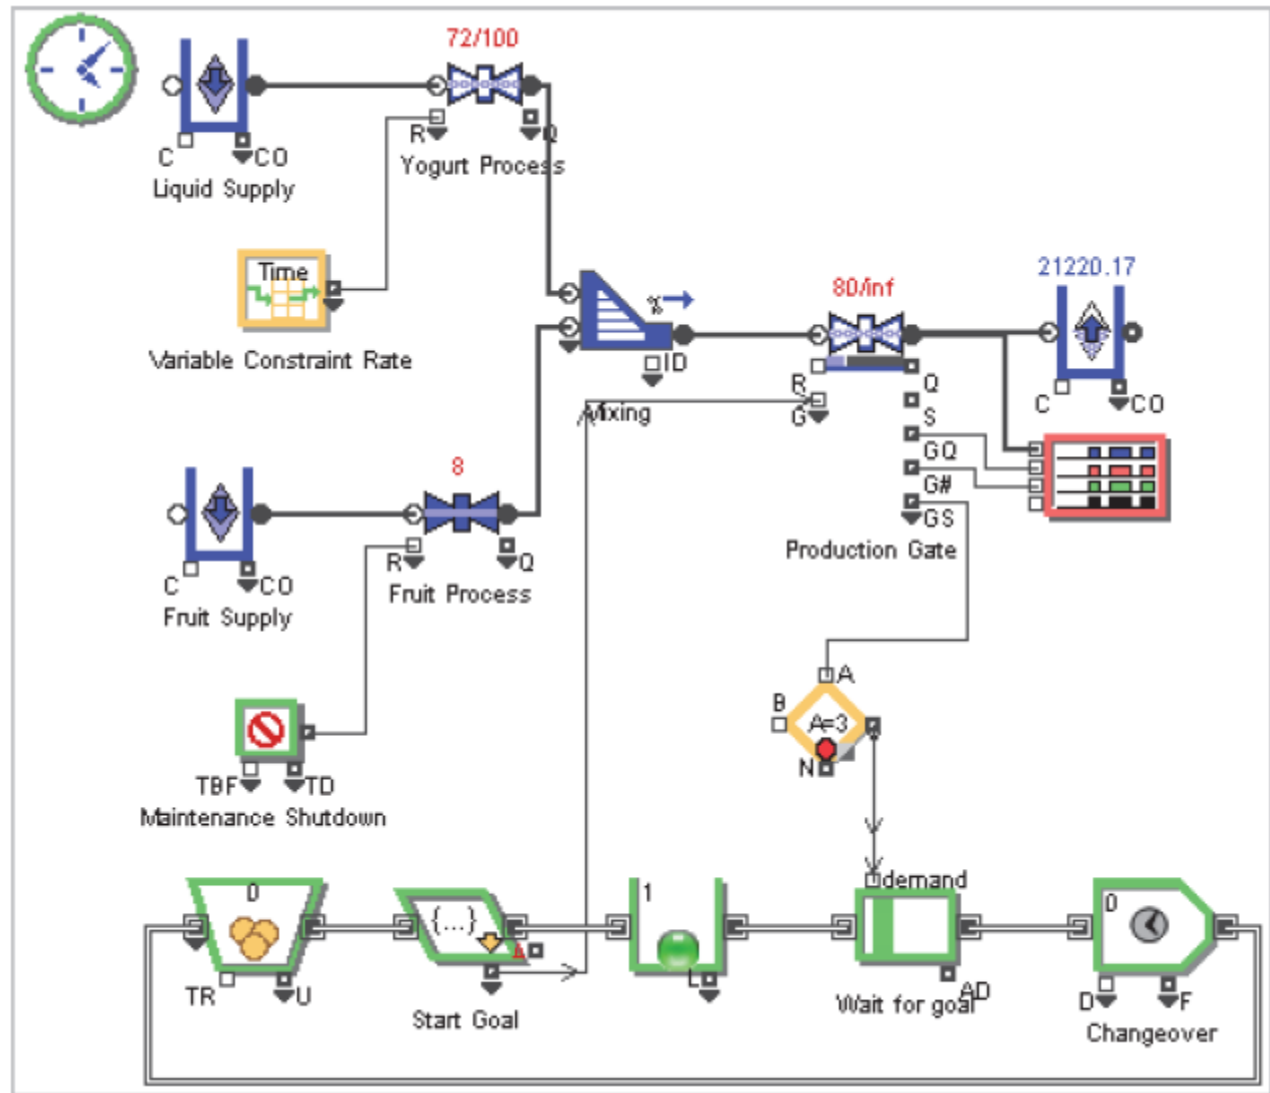 72/100
R
Q
Yogurt Process
C
CO
Liquid Supply
Time
Variable Constraint Rate
%
ID
Mixing
80/inf
R
G
Q
S
GQ
G#
GS
Production Gate
21220.17
C
CO
8
R
Q
Fruit Process
C
CO
Fruit Supply
A
B
A=3
N
TBF
TD
Maintenance Shutdown
0
TR
U
{...}
A
Start Goal
1
L
demand
AD
Wait for goal
0
D
F
Changeover